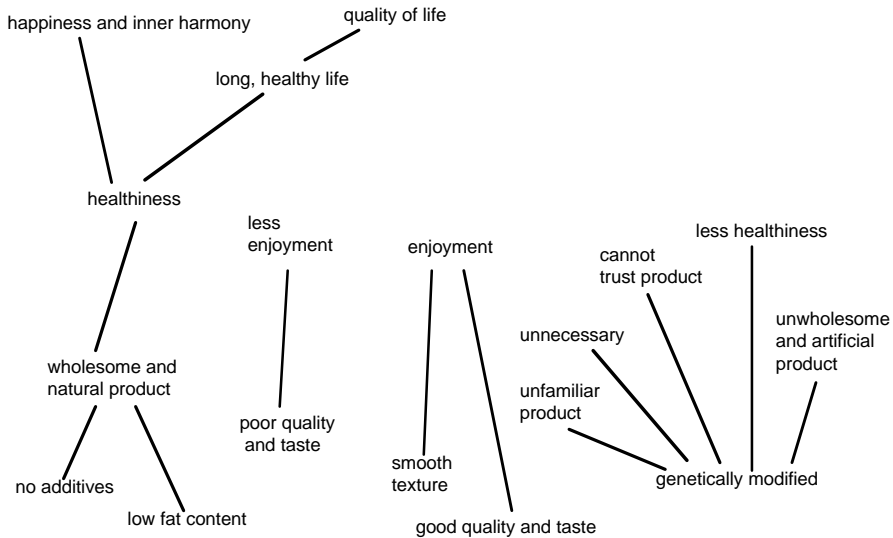 happiness and inner harmony
quality of life
long, healthy life
healthiness
less
enjoyment
enjoyment
less healthiness
cannot
trust product
unwholesome
and artificial
product
unnecessary
unfamiliar
product
wholesome and
natural product
poor quality
and taste
smooth
texture
genetically modified
no additives
low fat content
good quality and taste